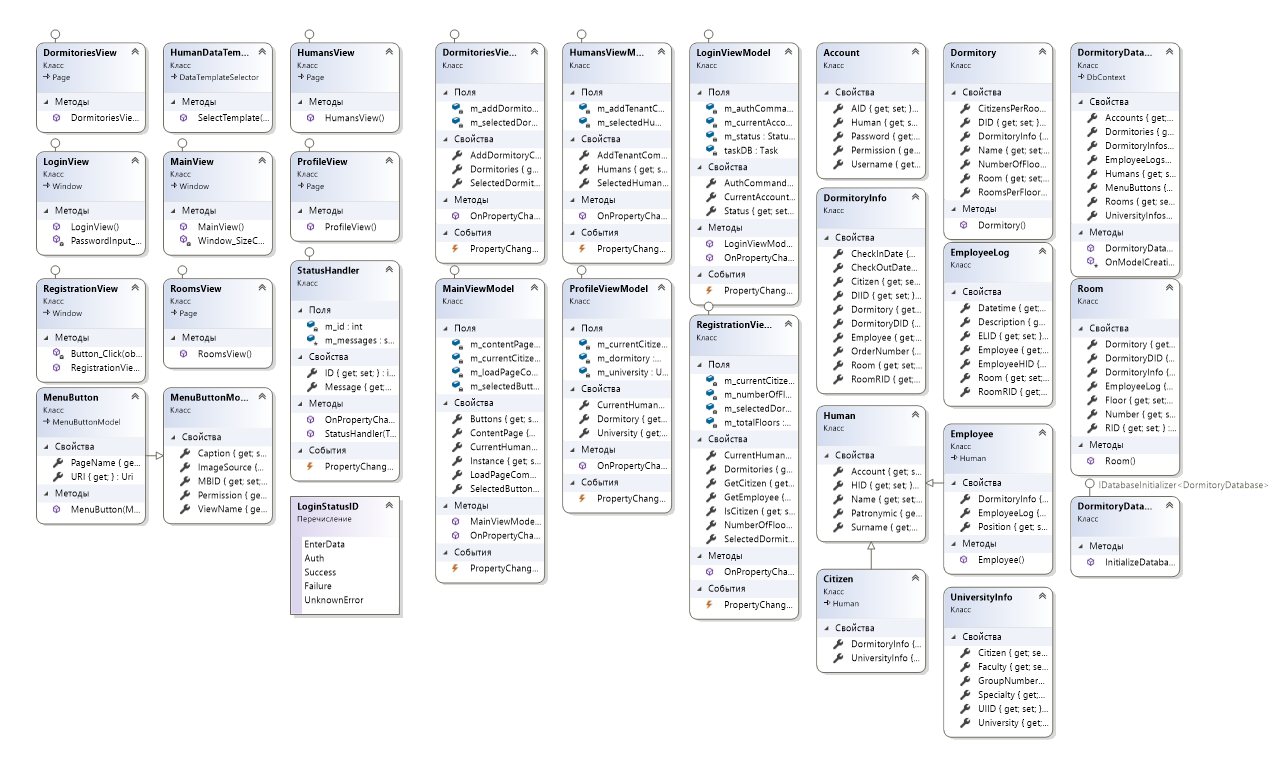 DormitoriesView
Класс
Page
Методы
DormitoriesVie...
HumanDataTem...
Класс
DataTemplateSelector
Методы
SelectTemplate(...
HumansView
Класс
Page
Методы
HumansView()
LoginView
Класс
Window
Методы
LoginView()
PasswordInput_...
MainView
Класс
Window
Методы
MainView()
Window_SizeC...
ProfileView
Класс
Page
Методы
ProfileView()
RegistrationView
Класс
Window
Методы
Button_Click(ob...
RegistrationVie...
RoomsView
Класс
Page
Методы
RoomsView()
StatusHandler
Класс
Поля
m_id : int
m_messages : s...
Свойства
ID { get; set; } : i...
Message { get;...
Методы
OnPropertyCha...
StatusHandler(T...
События
PropertyChang...
MenuButton
Класс
MenuButtonModel
Свойства
PageName { ge...
URI { get; } : Uri
Методы
MenuButton(M...
MenuButtonMo...
Класс
Свойства
Caption { get; s...
ImageSource {...
MBID { get; set;...
Permission { ge...
ViewName { ge...
LoginStatusID
Перечисление
EnterData
Auth
Success
Failure
UnknownError
DormitoriesVie...
Класс
Поля
m_addDormito...
m_selectedDor...
Свойства
AddDormitoryC...
Dormitories { g...
SelectedDormit...
Методы
OnPropertyCha...
События
PropertyChang...
HumansViewM...
Класс
Поля
m_addTenantC...
m_selectedHu...
Свойства
AddTenantCom...
Humans { get; s...
SelectedHuman...
Методы
OnPropertyCha...
События
PropertyChang...
LoginViewModel
Класс
Поля
m_authComma...
m_currentAcco...
m_status : Statu...
taskDB : Task
Свойства
AuthCommand...
CurrentAccount...
Status { get; set...
Методы
LoginViewMod...
OnPropertyCha...
События
PropertyChang...
MainViewModel
Класс
Поля
m_contentPage...
m_currentCitize...
m_loadPageCo...
m_selectedButt...
Свойства
Buttons { get; s...
ContentPage {...
CurrentHuman...
Instance { get; s...
LoadPageCom...
SelectedButton...
Методы
MainViewMode...
OnPropertyCha...
События
PropertyChang...
ProfileViewModel
Класс
Поля
m_currentCitize...
m_dormitory :...
m_university : U...
Свойства
CurrentHuman...
Dormitory { get...
University { get;...
Методы
OnPropertyCha...
События
PropertyChang...
RegistrationVie...
Класс
Поля
m_currentCitize...
m_numberOfFl...
m_selectedDor...
m_totalFloors :...
Свойства
CurrentHuman...
Dormitories { g...
GetCitizen { get...
GetEmployee {...
IsCitizen { get; s...
NumberOfFloo...
SelectedDormit...
Методы
OnPropertyCha...
События
PropertyChang...
Account
Класс
Свойства
AID { get; set; }...
Human { get; s...
Password { get;...
Permission { ge...
Username { get...
DormitoryInfo
Класс
Свойства
CheckInDate {...
CheckOutDate...
Citizen { get; se...
DIID { get; set; }...
Dormitory { get...
DormitoryDID {...
Employee { get;...
OrderNumber {...
Room { get; set;...
RoomRID { get;...
Human
Класс
Свойства
Account { get; s...
HID { get; set; }...
Name { get; set;...
Patronymic { ge...
Surname { get;...
Citizen
Класс
Human
Свойства
DormitoryInfo {...
UniversityInfo {...
Dormitory
Класс
Свойства
CitizensPerRoo...
DID { get; set; }...
DormitoryInfo {...
Name { get; set;...
NumberOfFloo...
Room { get; set;...
RoomsPerFloor...
Методы
Dormitory()
EmployeeLog
Класс
Свойства
Datetime { get;...
Description { g...
ELID { get; set; }...
Employee { get;...
EmployeeHID {...
Room { get; set;...
RoomRID { get;...
Employee
Класс
Human
Свойства
DormitoryInfo {...
EmployeeLog {...
Position { get; s...
Методы
Employee()
UniversityInfo
Класс
Свойства
Citizen { get; se...
Faculty { get; se...
GroupNumber...
Specialty { get;...
UIID { get; set; }...
University { get;...
DormitoryData...
Класс
DbContext
Свойства
Accounts { get;...
Dormitories { g...
DormitoryInfos...
EmployeeLogs...
Humans { get; s...
MenuButtons {...
Rooms { get; s...
UniversityInfos...
Методы
DormitoryData...
OnModelCreati...
Room
Класс
Свойства
Dormitory { get...
DormitoryDID {...
DormitoryInfo {...
EmployeeLog {...
Floor { get; set;...
Number { get; s...
RID { get; set; } :...
Методы
Room()
IDatabaseInitializer<DormitoryDatabase>
DormitoryData...
Класс
Методы
InitializeDataba...